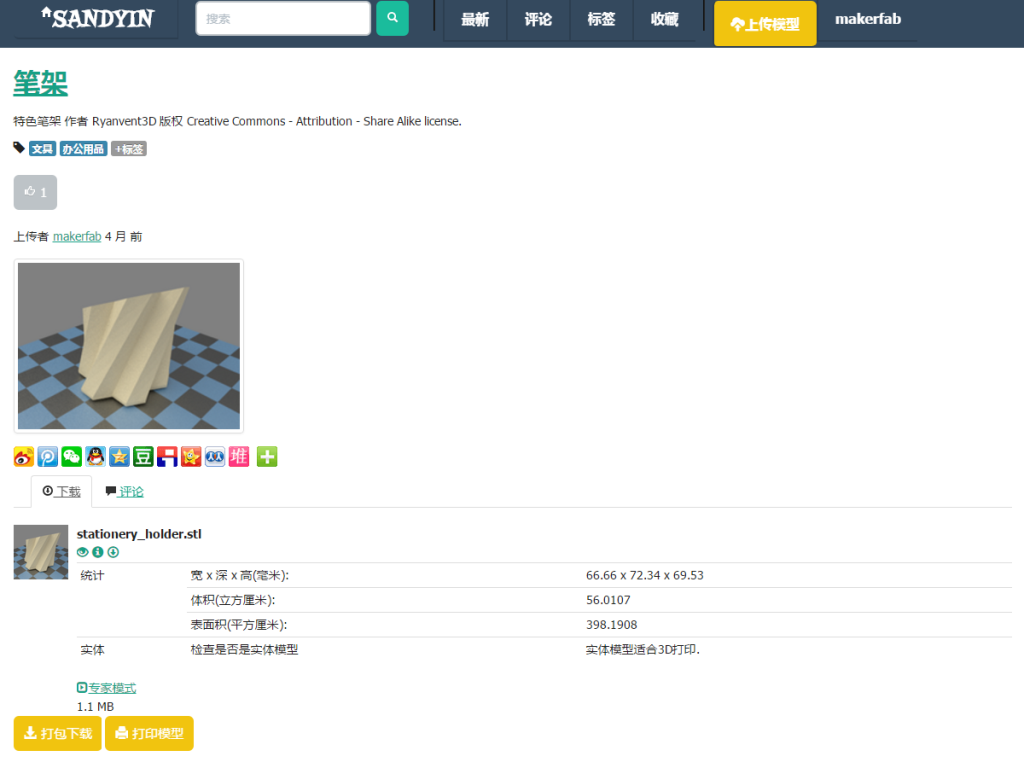 SANDYIN
搜索
最新
评论
标签
收藏
上传模型
makerfab
笔架
特色笔架 作者 Ryanvent3D 版权 Creative Commons - Attribution - Share Alike license.
文具 办公用品 +标签
1
上传者 makerfab 4 月 前
豆
堆
下载 评论
stationery_holder.stl
统计 宽 x 深 x 高(毫米): 66.66 x 72.34 x 69.53
体积(立方厘米): 56.0107
表面积(平方厘米): 398.1908
实体 检查是否是实体模型 实体模型适合3D打印.
专家模式
1.1 MB
打包下载 打印模型